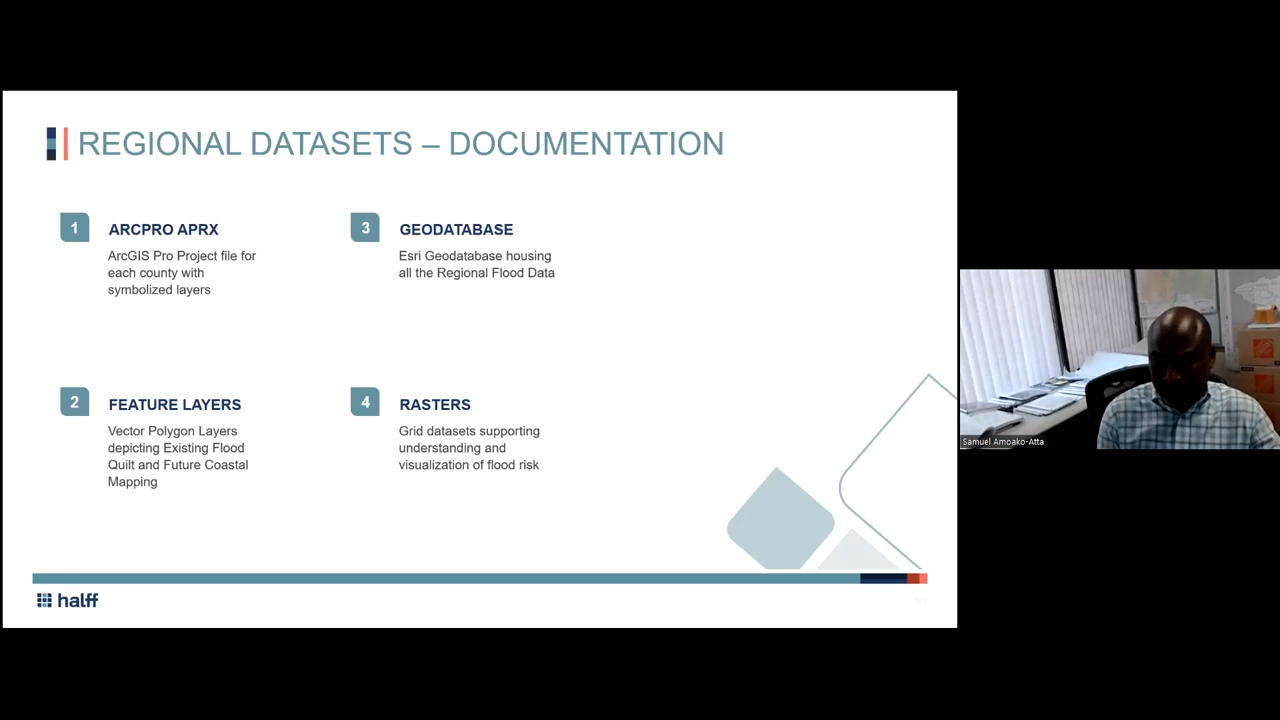 REGIONAL DATASETS – DOCUMENTATION
1
ARCPRO APRX
ArcGIS Pro Project file for
each county with
symbolized layers
2
FEATURE LAYERS
Vector Polygon Layers
depicting Existing Flood
Quilt and Future Coastal
Mapping
3
GEODATABASE
Esri Geodatabase housing
all the Regional Flood Data
4
RASTERS
Grid datasets supporting
understanding and
visualization of flood risk
halff
Samuel Amoako-Atta